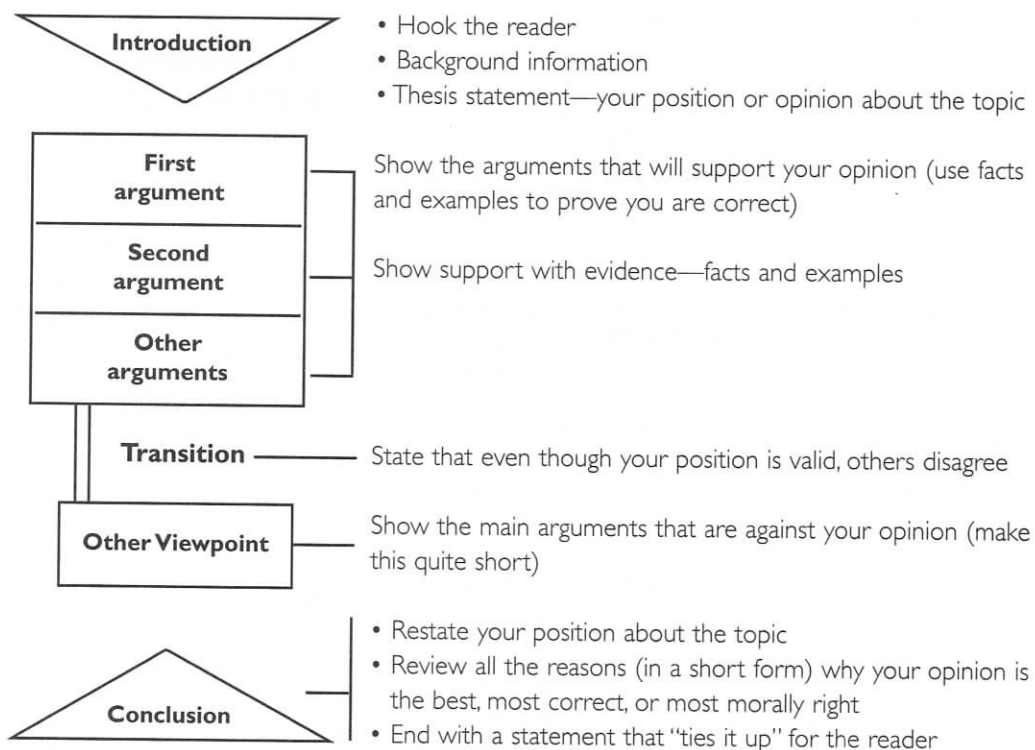 Introduction
• Hook the reader
• Background information
• Thesis statement—your position or opinion about the topic
First
argument
Show the arguments that will support your opinion (use facts
and examples to prove you are correct)
Second
argument
Show support with evidence—facts and examples
Other
arguments
Transition
State that even though your position is valid, others disagree
Other Viewpoint
Show the main arguments that are against your opinion (make
this quite short)
Conclusion
• Restate your position about the topic
• Review all the reasons (in a short form) why your opinion is
the best, most correct, or most morally right
• End with a statement that “ties it up” for the reader